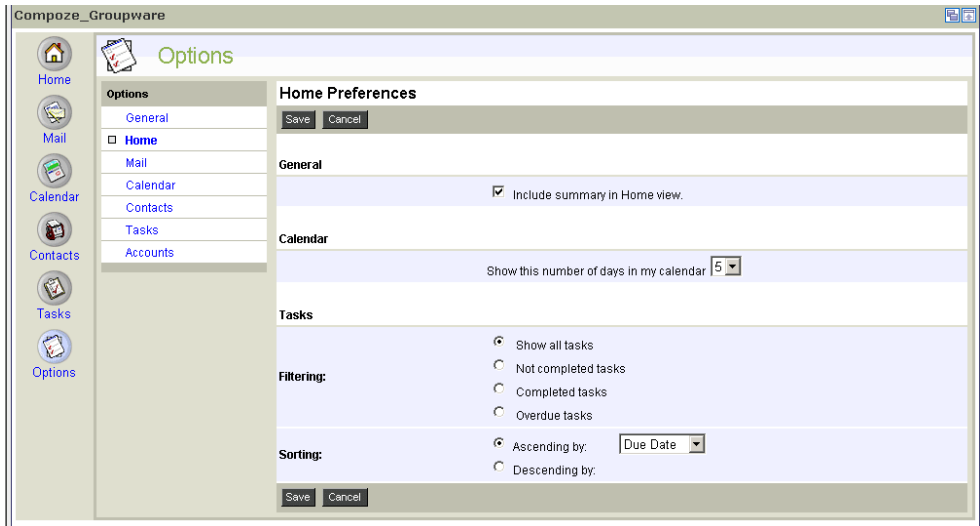 Compoze_Groupware
Home
Mail
Calendar
Contacts
Tasks
Options
Options
Options
General
Home
Mail
Calendar
Contacts
Tasks
Accounts
Home Preferences
Save Cancel
General
Include summary in Home view.
Calendar
Show this number of days in my calendar 5
Tasks
Filtering:
Show all tasks
Not completed tasks
Completed tasks
Overdue tasks
Sorting:
Ascending by: Due Date
Descending by:
Save Cancel